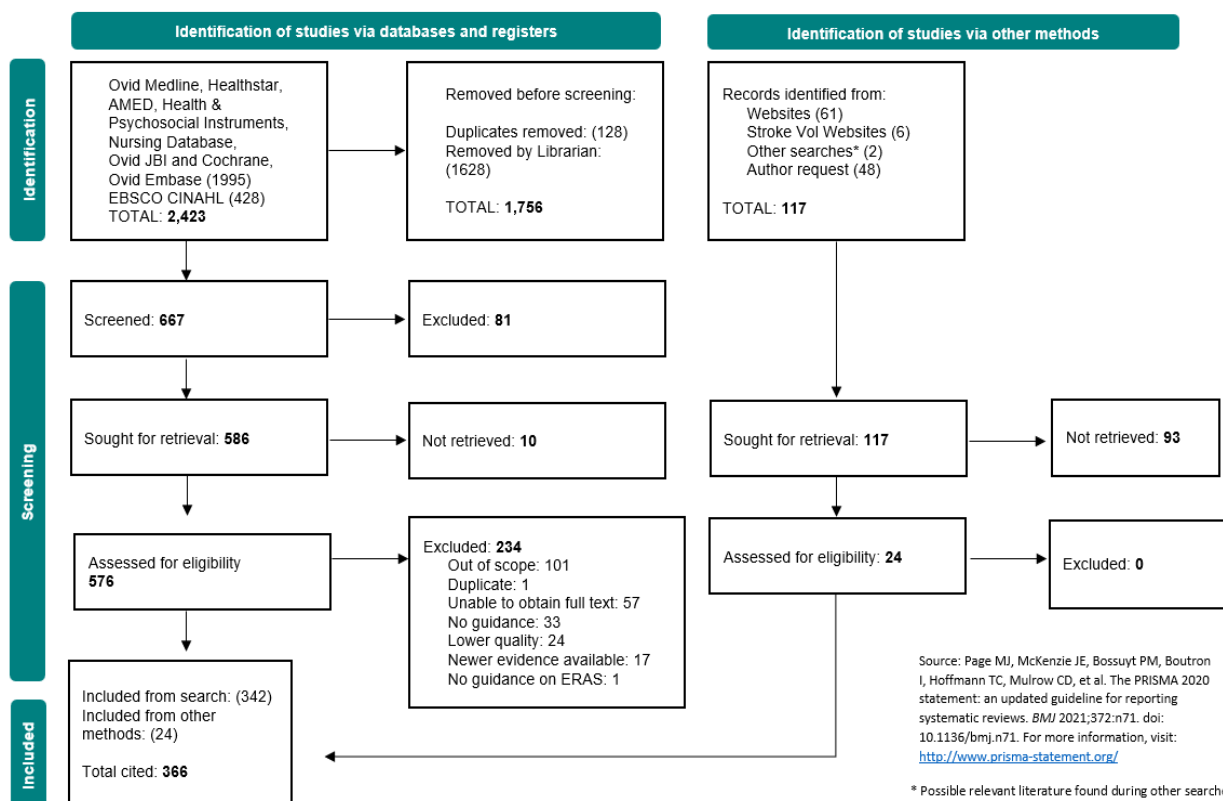 Identification of studies via databases and registers
Identification of studies via other methods
Identification
Ovid Medline, Healthstar,
AMED, Health &
Psychosocial Instruments,
Nursing Database,
Ovid JBI and Cochrane,
Ovid Embase (1995)
EBSCO CINAHL (428)
TOTAL: 2,423
Removed before screening:
Duplicates removed: (128)
Removed by Librarian:
(1628)
TOTAL: 1,756
Records identified from:
Websites (61)
Stroke Vol Websites (6)
Other searches* (2)
Author request (48)
TOTAL: 117
Screening
Screened: 667
Excluded: 81
Sought for retrieval: 586
Not retrieved: 10
Sought for retrieval: 117
Not retrieved: 93
Assessed for eligibility
576
Excluded: 234
Out of scope: 101
Duplicate: 1
Unable to obtain full text: 57
No guidance: 33
Lower quality: 24
Newer evidence available: 17
No guidance on ERAS: 1
Assessed for eligibility: 24
Excluded: 0
Included
Included from search: (342)
Included from other
methods: (24)
Total cited: 366
Source: Page MJ, McKenzie JE, Bossuyt PM, Boutron
I, Hoffmann TC, Mulrow CD, et al. The PRISMA 2020
statement: an updated guideline for reporting
systematic reviews. BMJ 2021;372:n71. doi:
10.1136/bmj.n71. For more information, visit:
http://www.prisma-statement.org/
* Possible relevant literature found during other searche